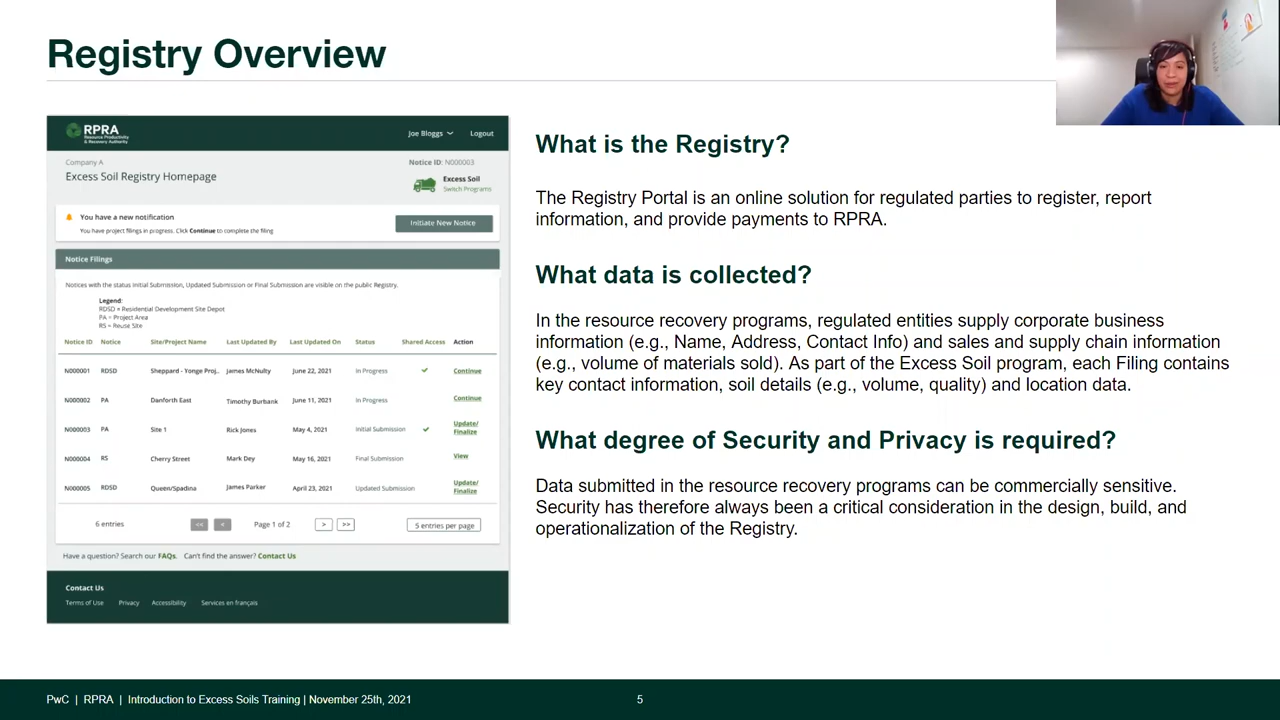 Registry Overview
RPRA
Resource Productivity
& Recovery Authority
Joe Bloggs
Logout
Company A
Notice ID: N000003
Excess Soil Registry Homepage
Excess Soil
Switch Programs
You have a new notification
You have project filings in progress. Click Continue to complete the filing
Initiate New Notice
Notice Filings
Notices with the status Initial Submission, Updated Submission or Final Submission are visible on the public Registry.
Legend:
RDSD = Residential Development Site Depot
PA = Project Area
RS = Reuse Site
Notice ID Notice Site/Project Name Last Updated By Last Updated On Status Shared Access Action
N000001 RDSD Sheppard - Yonge Proj.. James McNulty June 22, 2021 In Progress Continue
N000002 PA Danforth East Timothy Burbank June 11, 2021 In Progress Continue
N000003 PA Site 1 Rick Jones May 4, 2021 Initial Submission Update/
Finalize
N000004 RS Cherry Street Mark Dey May 16, 2021 Final Submission View
N000005 RDSD Queen/Spadina James Parker April 23, 2021 Updated Submission Update/
Finalize
6 entries << < Page 1 of 2 > >> 5 entries per page
Have a question? Search our FAQs. Can't find the answer? Contact Us
Contact Us
Terms of Use Privacy Accessibility Services en français
What is the Registry?
The Registry Portal is an online solution for regulated parties to register, report
information, and provide payments to RPRA.
What data is collected?
In the resource recovery programs, regulated entities supply corporate business
information (e.g., Name, Address, Contact Info) and sales and supply chain information
(e.g., volume of materials sold). As part of the Excess Soil program, each Filing contains
key contact information, soil details (e.g., volume, quality) and location data.
What degree of Security and Privacy is required?
Data submitted in the resource recovery programs can be commercially sensitive.
Security has therefore always been a critical consideration in the design, build, and
operationalization of the Registry.
PwC | RPRA | Introduction to Excess Soils Training | November 25th, 2021
5